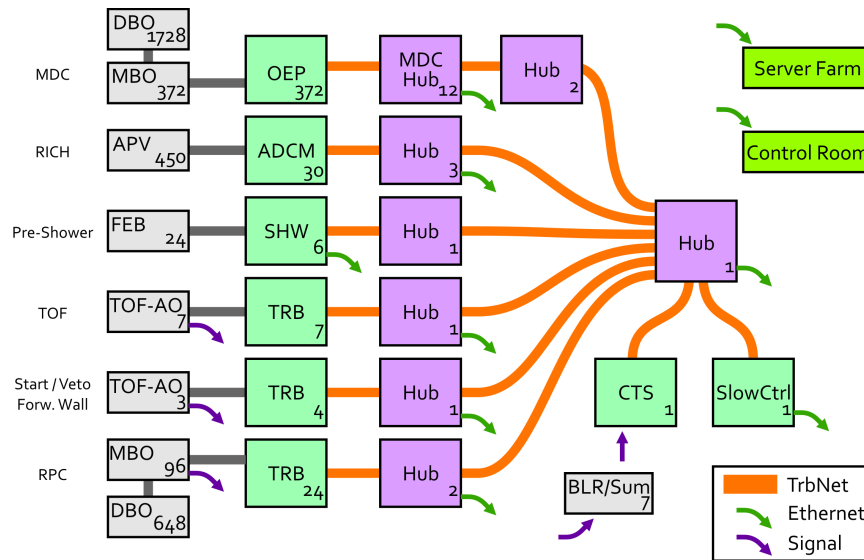 DBO
1728
MDC
MBO
372
OEP
372
MDC
Hub
12
Hub
2
Server Farm
RICH
APV
450
ADCM
30
Hub
3
Control Room
Pre-Shower
FEB
24
SHW
6
Hub
1
Hub
1
TOF
TOF-AO
7
TRB
7
Hub
1
Start / Veto
Forw. Wall
TOF-AO
3
TRB
4
Hub
1
CTS
1
SlowCtrl
1
RPC
MBO
96
DBO
648
TRB
24
Hub
2
BLR/Sum
7
TrbNet
Ethernet
Signal